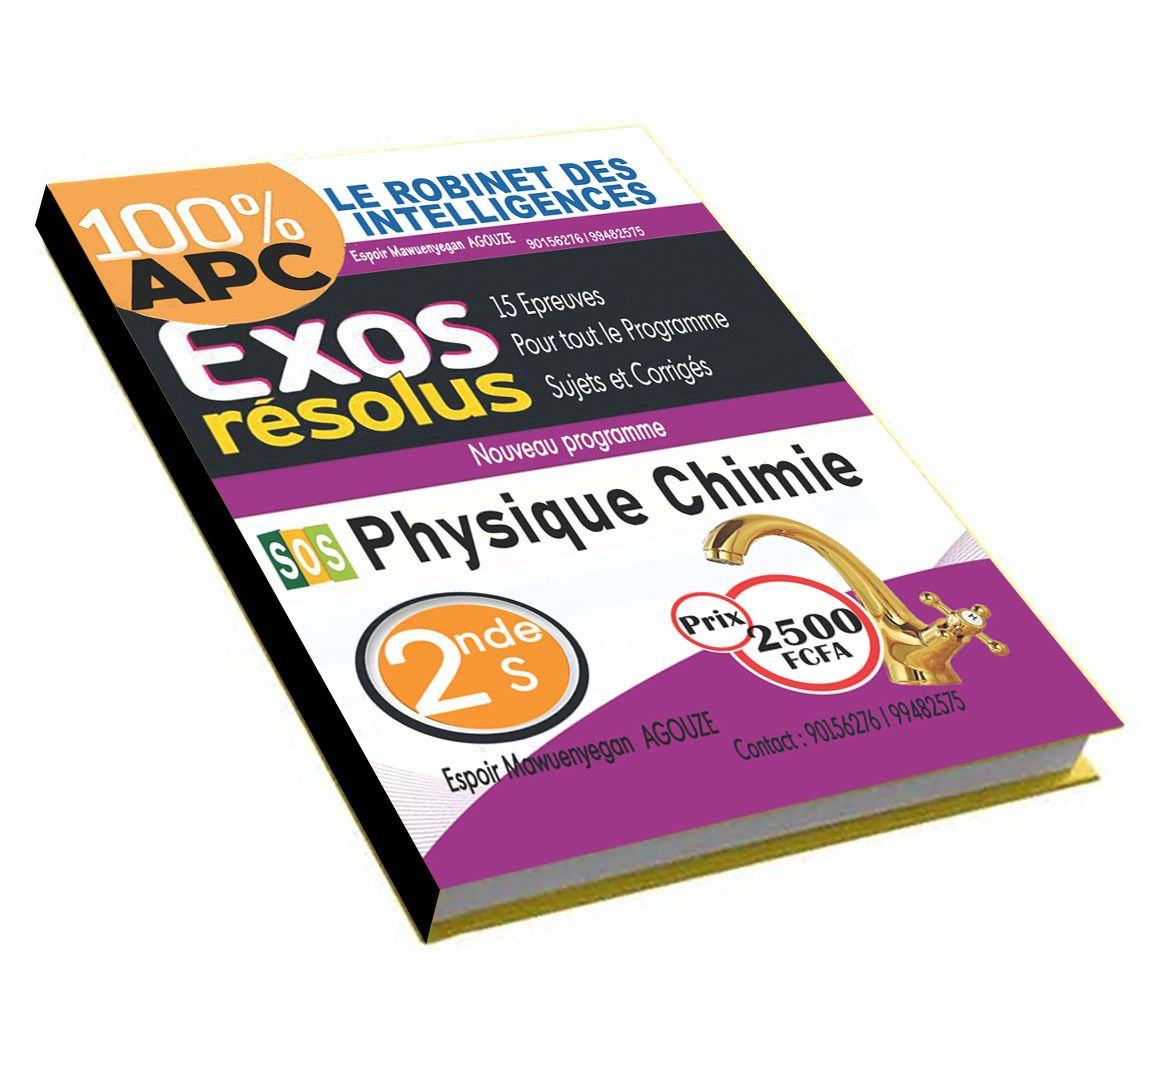 100%
APC
LE ROBINET DES
INTELLIGENCES
Espoir Mawuenyegan AGOUZE 90156276 | 99482575
Exos
résolus
15 Epreuves
Pour tout le Programme
Sujets et Corrigés
Nouveau programme
SOS Physique Chimie
2nde
S
Prix
2500
FCFA
H
Espoir Mawuenyegan AGOUZE
Contact : 90156276 | 99482575